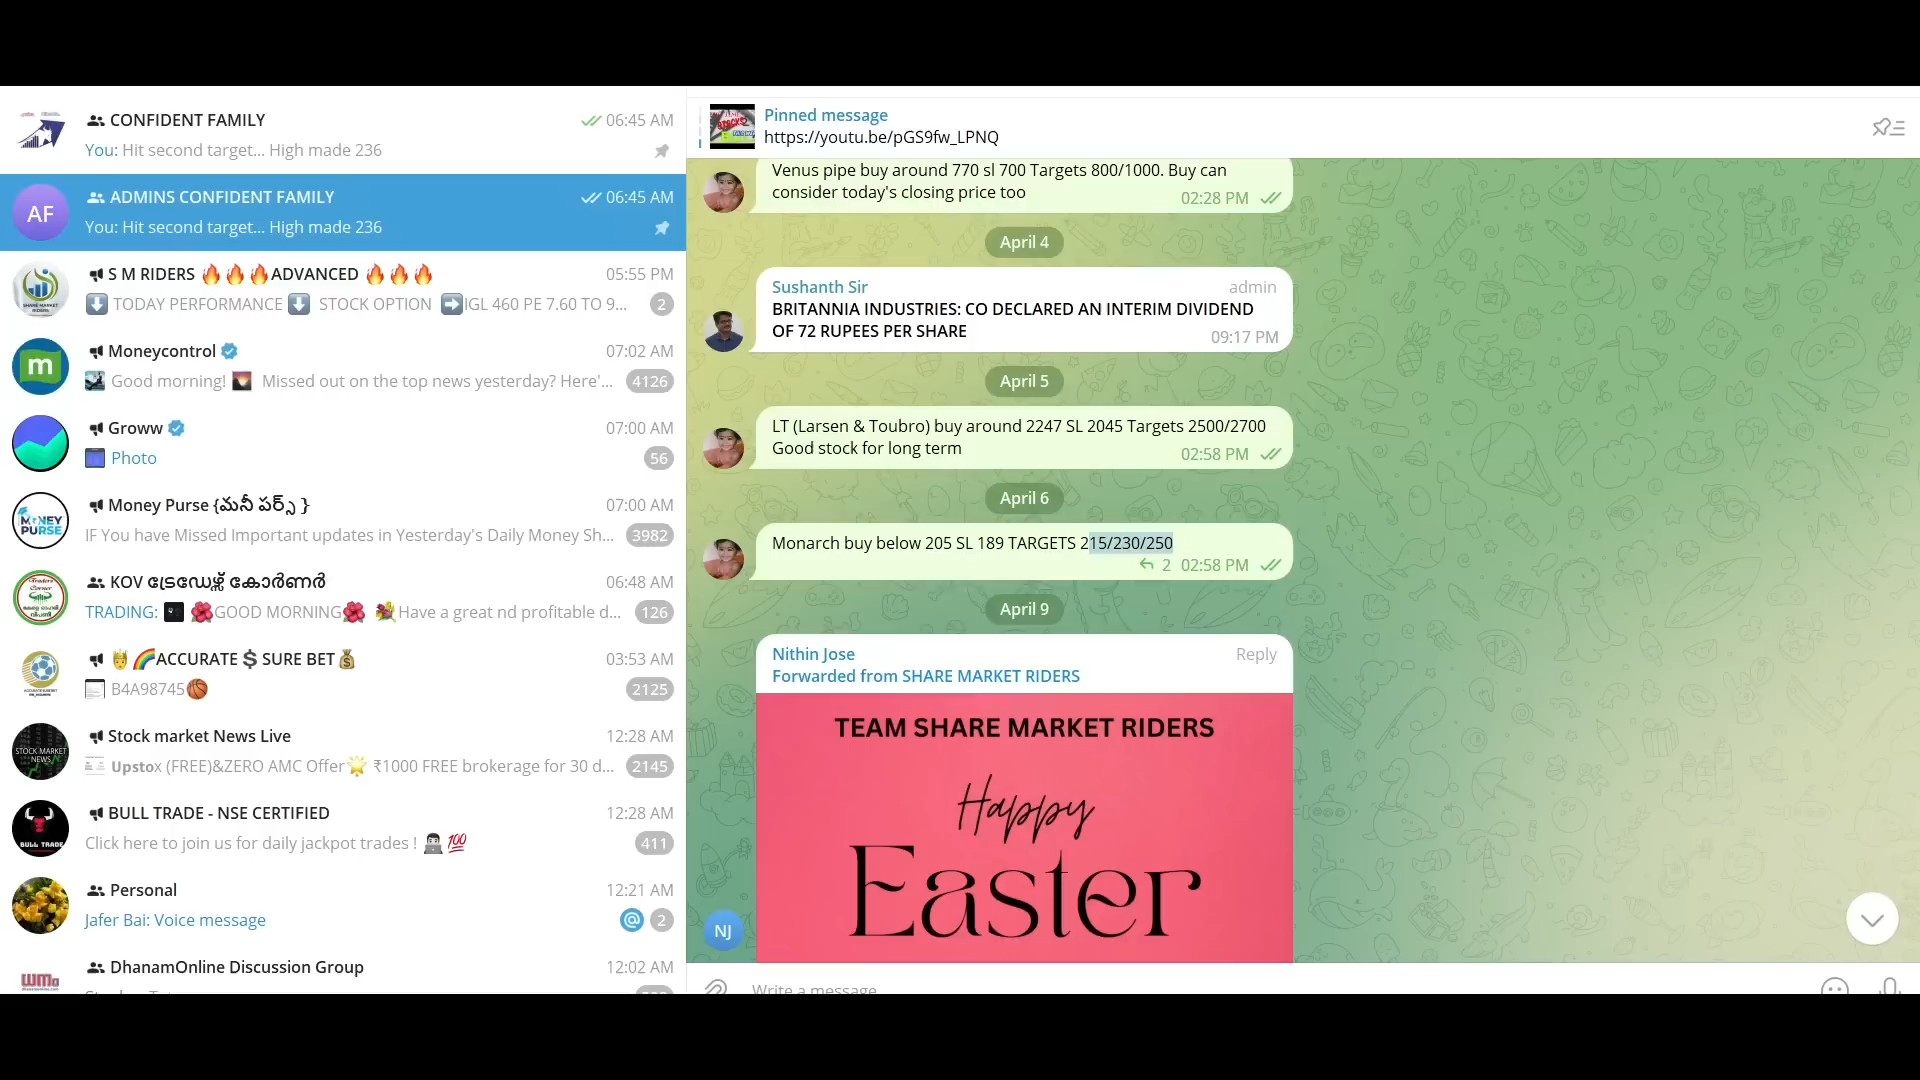 CONFIDENT FAMILY
06:45 AM
You: Hit second target... High made 236
AF
ADMINS CONFIDENT FAMILY
06:45 AM
You: Hit second target... High made 236
S M RIDERS 🔥🔥🔥ADVANCED 🔥🔥🔥
05:55 PM
⬇️ TODAY PERFORMANCE ⬇️ STOCK OPTION ➡️IGL 460 PE 7.60 TO 9...
2
m
Moneycontrol
07:02 AM
Good morning! 🌄 Missed out on the top news yesterday? Here'...
4126
Groww
07:00 AM
Photo
56
MONEY
PURSE
Money Purse {మనీ పర్స్ }
07:00 AM
IF You have Missed Important updates in Yesterday's Daily Money Sh...
3982
KOV ട്രേഡേഴ്സ് കോർണർ
06:48 AM
TRADING: 🌺GOOD MORNING🌺 💐Have a great nd profitable d...
126
🤴🌈ACCURATE💲SURE BET💰
03:53 AM
B4A98745🏀
2125
STOCK MARKET
NEWS
Stock market News Live
12:28 AM
Upstox (FREE)&ZERO AMC Offer🌟 ₹1000 FREE brokerage for 30 d...
2145
BULL TRADE
BULL TRADE - NSE CERTIFIED
12:28 AM
Click here to join us for daily jackpot trades ! 👨🏻‍💻💯
411
Personal
12:21 AM
Jafer Bai: Voice message
@ 2
DhanamOnline Discussion Group
12:02 AM
Pinned message
https://youtu.be/pGS9fw_LPNQ
Venus pipe buy around 770 sl 700 Targets 800/1000. Buy can
consider today's closing price too
02:28 PM
April 4
Sushanth Sir
admin
BRITANNIA INDUSTRIES: CO DECLARED AN INTERIM DIVIDEND
OF 72 RUPEES PER SHARE
09:17 PM
April 5
LT (Larsen & Toubro) buy around 2247 SL 2045 Targets 2500/2700
Good stock for long term
02:58 PM
April 6
Monarch buy below 205 SL 189 TARGETS 215/230/250
2 02:58 PM
April 9
Nithin Jose
Reply
Forwarded from SHARE MARKET RIDERS
TEAM SHARE MARKET RIDERS
Happy
Easter
NJ
Write a message